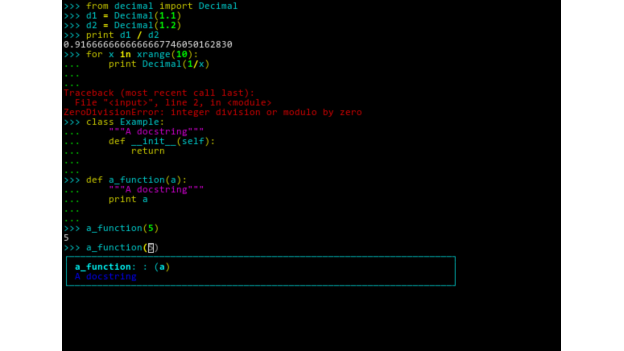 >>> from decimal import Decimal
>>> d1 = Decimal(1.1)
>>> d2 = Decimal(1.2)
>>> print d1 / d2
0.9166666666666667746050162830
>>> for x in xrange(10):
...     print Decimal(1/x)
...
...
Traceback (most recent call last):
  File "<input>", line 2, in <module>
ZeroDivisionError: integer division or modulo by zero
>>> class Example:
...     """A docstring"""
...     def __init__(self):
...         return
...
...
>>> def a_function(a):
...     """A docstring"""
...     print a
...
...
>>> a_function(5)
5
>>> a_function(5)
a_function: : (a)
A docstring